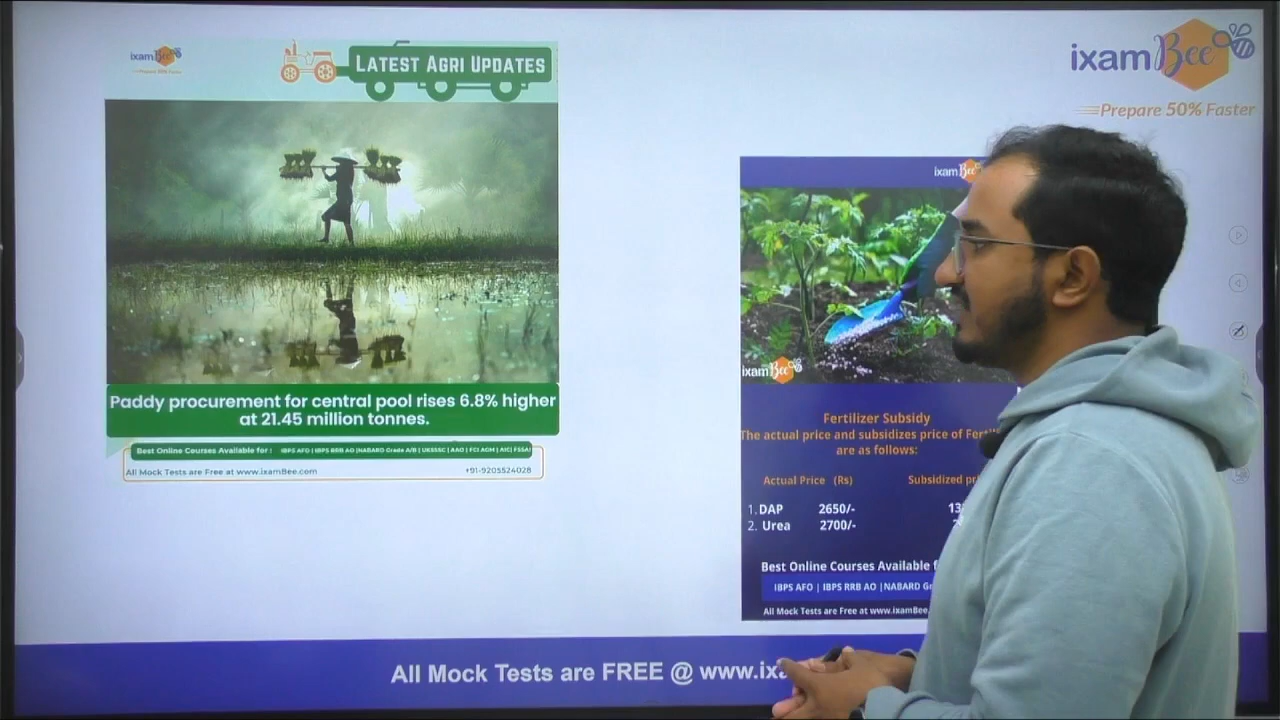 ixamBee
Prepare 50% Faster
ixamBee
LATEST AGRI UPDATES
Paddy procurement for central pool rises 6.8% higher
at 21.45 million tonnes.
Best Online Courses Available for : IBPS AFO | IBPS RRB AO |NABARD Grade A/B | UKSSSC | AAO | FCI AGM | AIC| FSSAI
All Mock Tests are Free at www.ixamBee.com +91-9205524028
ixamBee
ixamBee
Fertilizer Subsidy
The actual price and subsidizes price of
are as follows:
Actual Price (Rs) Subsidized
1. DAP 2650/-
2. Urea 2700/-
Best Online Courses Available
IBPS AFO | IBPS RRB AO |NABARD
All Mock Tests are Free at www.ixamBee
All Mock Tests are FREE @ www.ixa